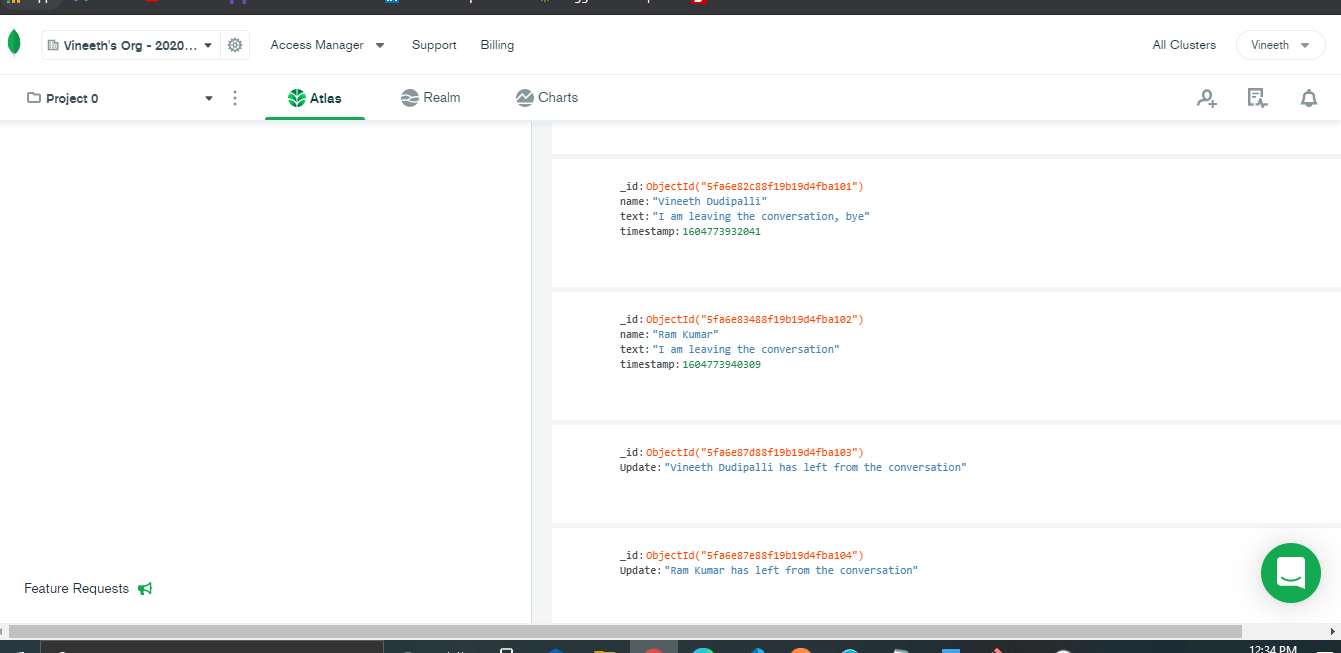 Vineeth's Org - 2020...
Access Manager
Support
Billing
All Clusters
Vineeth
Project 0
Atlas
Realm
Charts
_id: ObjectId("5fa6e82c88f19b19d4fba101")
name: "Vineeth Dudipalli"
text: "I am leaving the conversation, bye"
timestamp: 1604773932041
_id: ObjectId("5fa6e83488f19b19d4fba102")
name: "Ram Kumar"
text: "I am leaving the conversation"
timestamp: 1604773940309
_id: ObjectId("5fa6e87d88f19b19d4fba103")
Update: "Vineeth Dudipalli has left from the conversation"
_id: ObjectId("5fa6e87e88f19b19d4fba104")
Update: "Ram Kumar has left from the conversation"
Feature Requests
12:34 PM